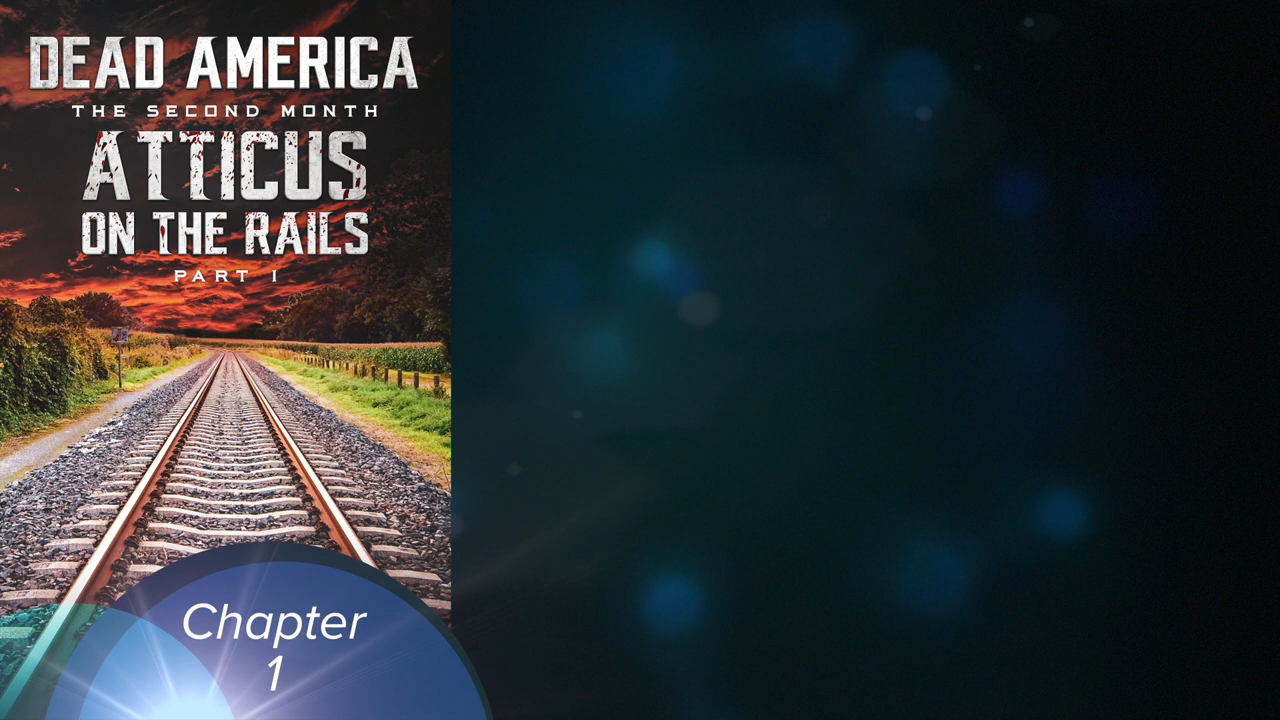 DEAD AMERICA
THE SECOND MONTH
ATTICUS
ON THE RAILS
PART I
Chapter
1